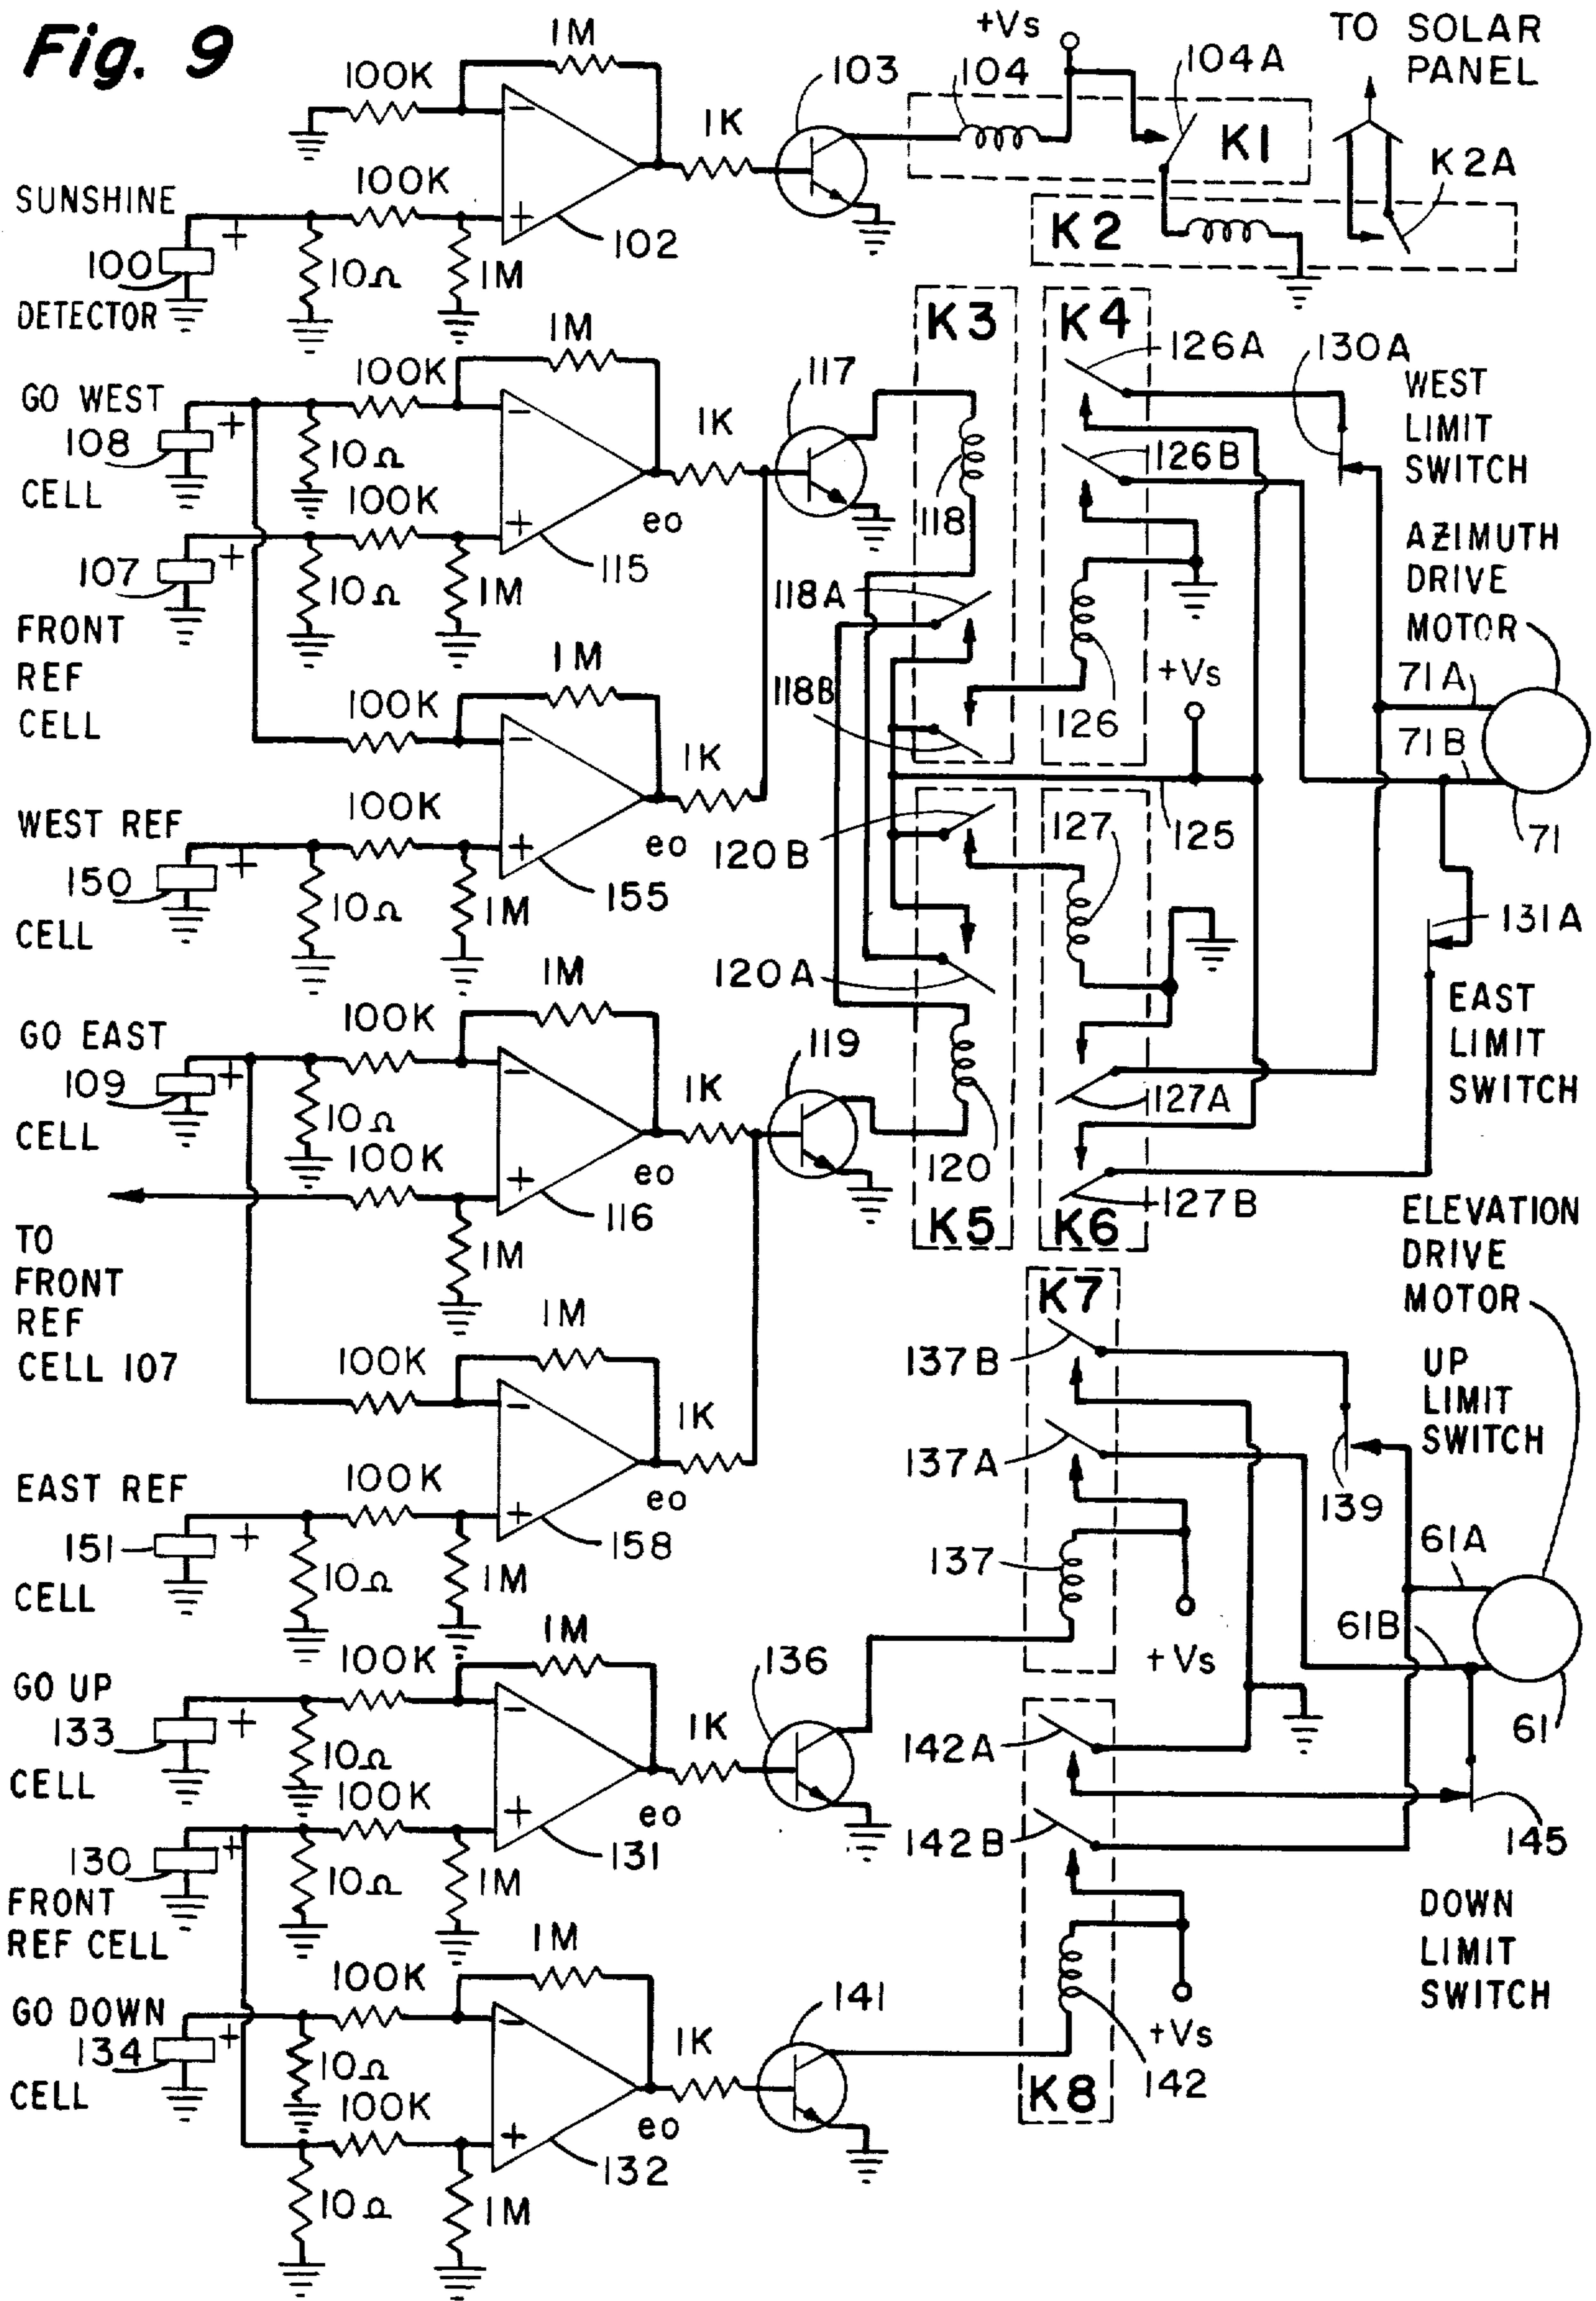 Fig. 9
1M
100K
1K
103
+Vs
104
104A
K1
TO SOLAR
PANEL
K2A
K2
SUNSHINE
100
DETECTOR
100K
+
10Ω
1M
102
-
+
1M
100K
GO WEST
108
CELL
+
10Ω
-
+
1K
117
100K
107
+
10Ω
1M
115
eo
FRONT
REF
CELL
K3
118
118A
118B
K4
126A
126B
126
130A
WEST
LIMIT
SWITCH
AZIMUTH
DRIVE
MOTOR
71A
71B
71
+Vs
125
1M
100K
1K
WEST REF
150
CELL
+
100K
10Ω
1M
-
+
155
eo
120B
120A
120
K5
127
127A
127B
K6
131A
EAST
LIMIT
SWITCH
1M
100K
GO EAST
109
CELL
+
10Ω
100K
-
+
1K
119
eo
116
1M
TO
FRONT
REF
CELL 107
1M
100K
1K
EAST REF
151
CELL
+
100K
10Ω
1M
-
+
158
eo
ELEVATION
DRIVE
MOTOR
K7
137B
137A
137
+Vs
UP
LIMIT
SWITCH
139
61A
61B
61
1M
100K
GO UP
133
CELL
+
10Ω
-
+
1K
136
100K
130
+
10Ω
1M
131
eo
FRONT
REF CELL
142A
142B
142
K8
+Vs
145
DOWN
LIMIT
SWITCH
1M
100K
GO DOWN
134
CELL
+
10Ω
100K
-
+
1K
141
eo
132
10Ω
1M